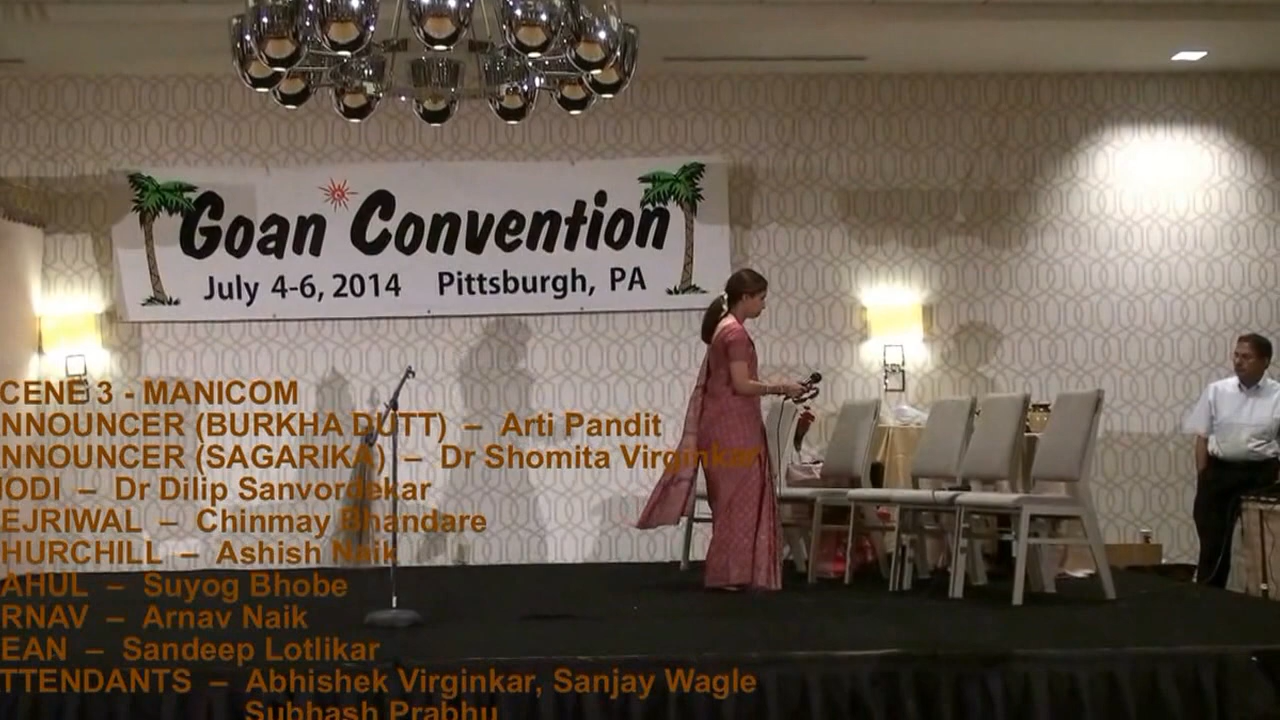 Goan Convention
July 4-6, 2014 Pittsburgh, PA
CENE 3 - MANICOM
NNOUNCER (BURKHA DUTT) – Arti Pandit
NNOUNCER (SAGARIKA) – Dr Shomita Virginkar
ODI – Dr Dilip Sanvordekar
EJRIWAL – Chinmay Bhandare
HURCHILL – Ashish Naik
AHUL – Suyog Bhobe
RNAV – Arnav Naik
EAN – Sandeep Lotlikar
TTENDANTS – Abhishek Virginkar, Sanjay Wagle
Subhash Prabhu